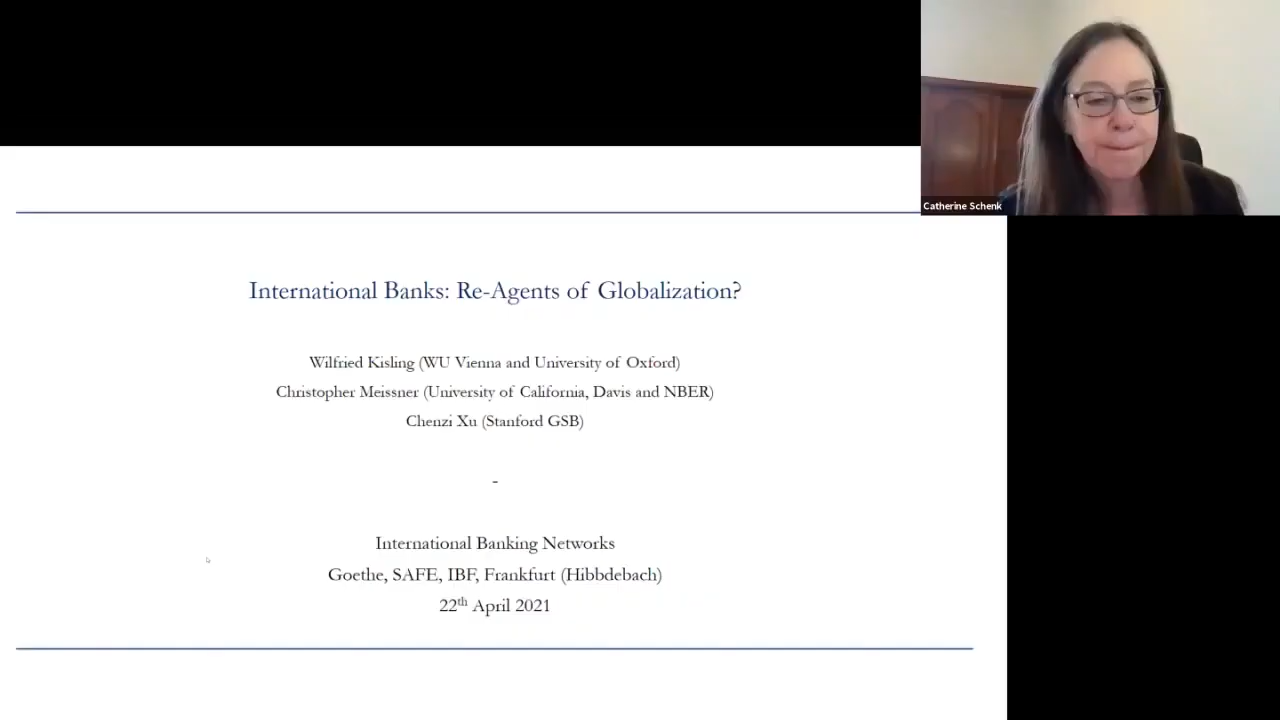 Catherine Schenk
International Banks: Re-Agents of Globalization?
Wilfried Kisling (WU Vienna and University of Oxford)
Christopher Meissner (University of California, Davis and NBER)
Chenzi Xu (Stanford GSB)
-
International Banking Networks
Goethe, SAFE, IBF, Frankfurt (Hibbdebach)
22th April 2021